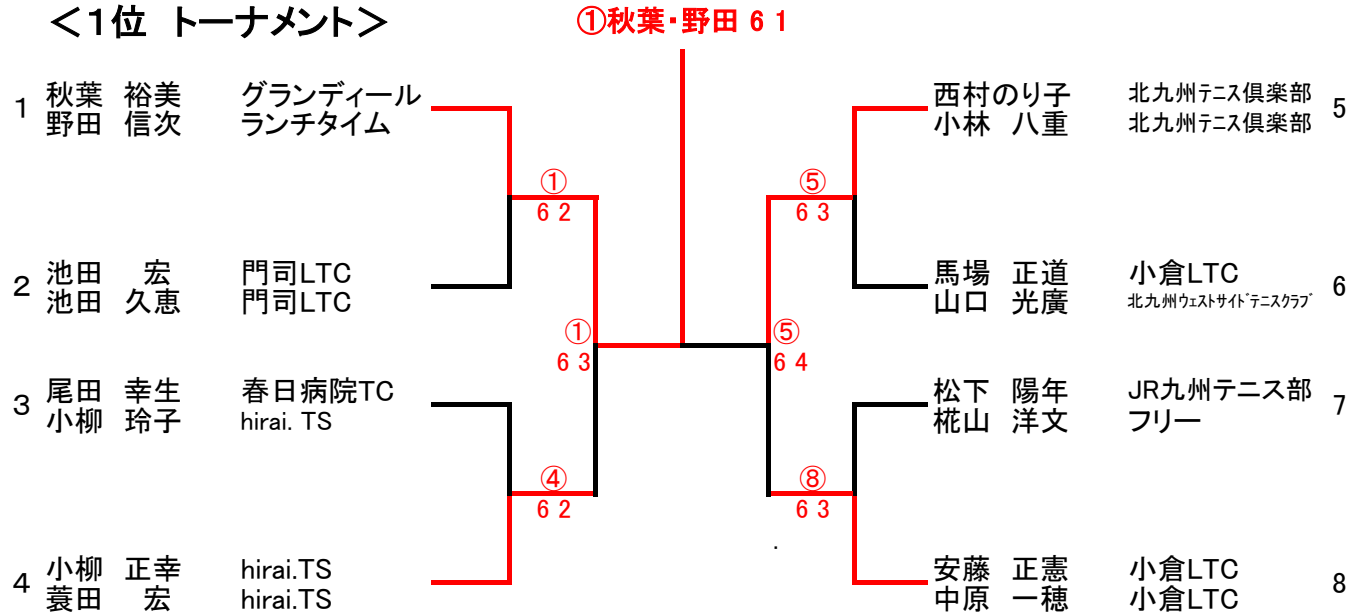 ＜1位 トーナメント＞
①秋葉・野田 6 1
1 秋葉 裕美 グランディール
野田 信次 ランチタイム
2 池田 宏 門司LTC
池田 久恵 門司LTC
3 尾田 幸生 春日病院TC
小柳 玲子 hirai. TS
4 小柳 正幸 hirai.TS
蓑田 宏 hirai.TS
①
6 2
④
6 2
①
6 3
⑤
6 4
⑤
6 3
⑧
6 3
西村のり子 北九州テニス倶楽部 5
小林 八重 北九州テニス倶楽部
馬場 正道 小倉LTC 6
山口 光廣 北九州ウェストサイドテニスクラブ
松下 陽年 JR九州テニス部 7
椛山 洋文 フリー
安藤 正憲 小倉LTC 8
中原 一穂 小倉LTC